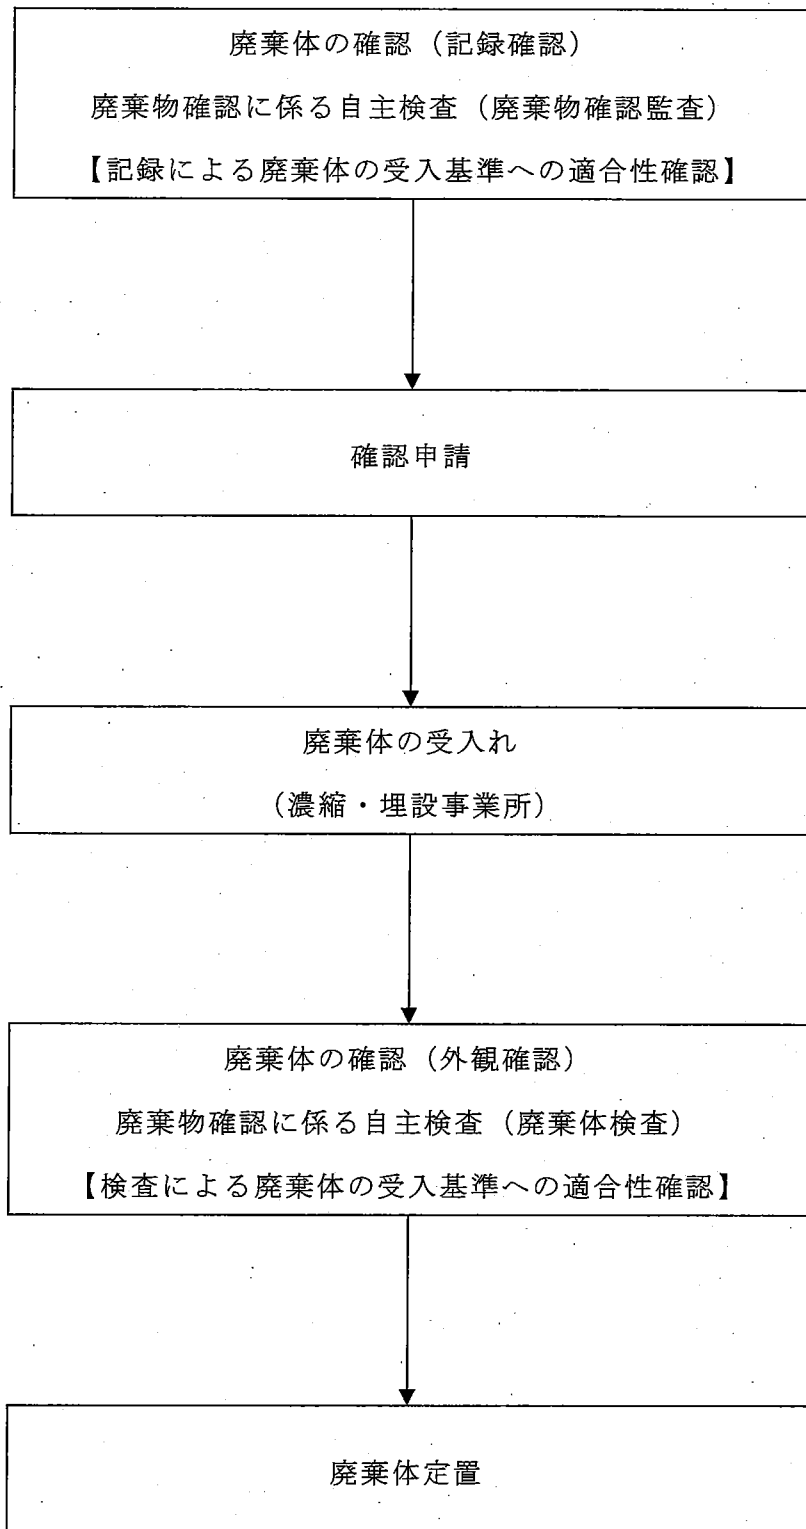 廃棄体の確認（記録確認）
廃棄物確認に係る自主検査（廃棄物確認監査）
【記録による廃棄体の受入基準への適合性確認】
確認申請
廃棄体の受入れ
（濃縮・埋設事業所）
廃棄体の確認（外観確認）
廃棄物確認に係る自主検査（廃棄体検査）
【検査による廃棄体の受入基準への適合性確認】
廃棄体定置